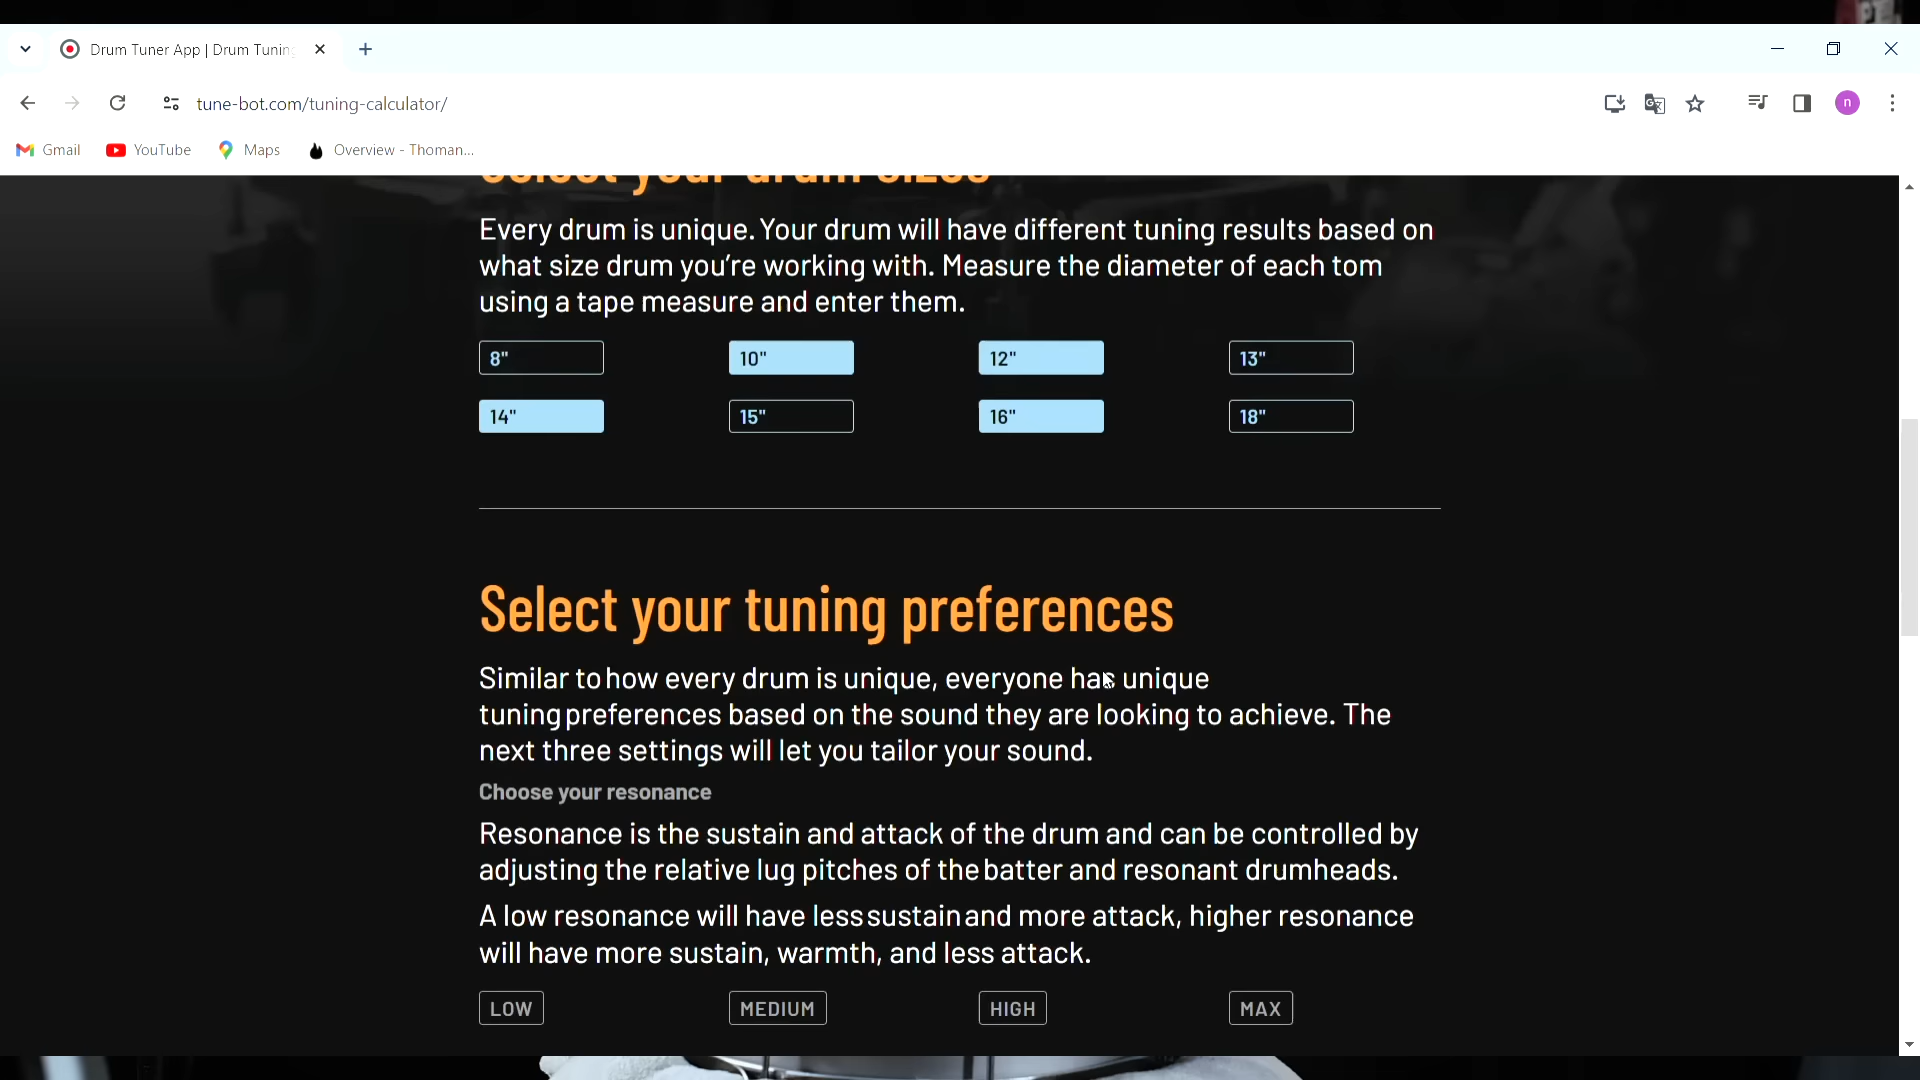 Drum Tuner App | Drum Tunin
tune-bot.com/tuning-calculator/
n
Gmail
YouTube
Maps
Overview - Thoman...
Select your drum sizes
Every drum is unique. Your drum will have different tuning results based on
what size drum you're working with. Measure the diameter of each tom
using a tape measure and enter them.
8" 10" 12" 13"
14" 15" 16" 18"
Select your tuning preferences
Similar to how every drum is unique, everyone has unique
tuning preferences based on the sound they are looking to achieve. The
next three settings will let you tailor your sound.
Choose your resonance
Resonance is the sustain and attack of the drum and can be controlled by
adjusting the relative lug pitches of the batter and resonant drumheads.
A low resonance will have less sustain and more attack, higher resonance
will have more sustain, warmth, and less attack.
LOW MEDIUM HIGH MAX